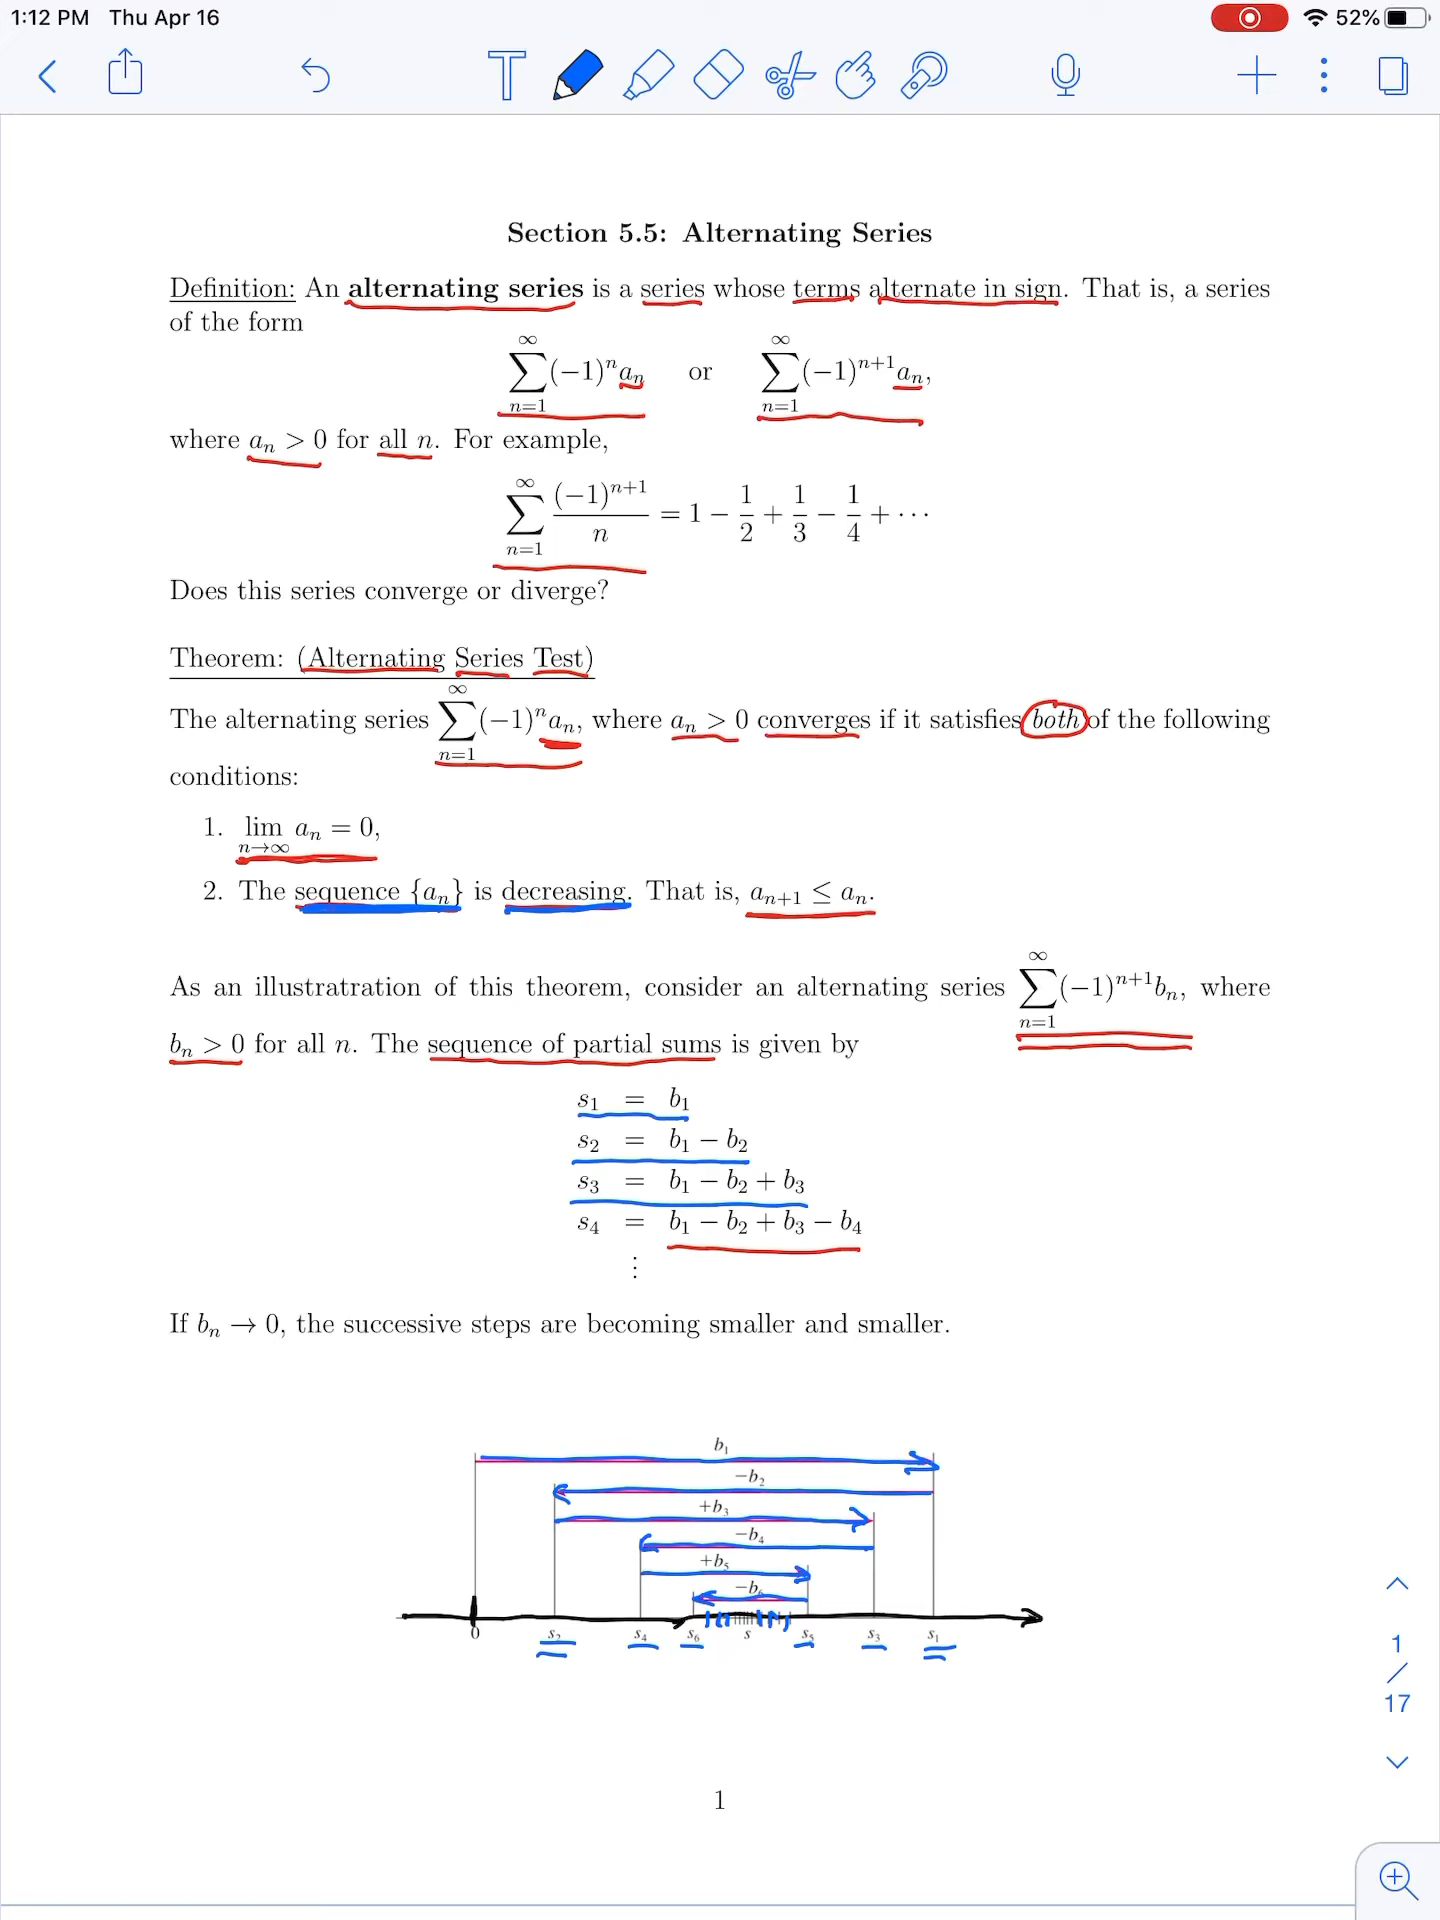 1:12 PM Thu Apr 16
52%
Section 5.5: Alternating Series
Definition: An alternating series is a series whose terms alternate in sign. That is, a series
of the form
∑_{n=1}^{∞} (−1)^n a_n or ∑_{n=1}^{∞} (−1)^{n+1} a_n,
where a_n > 0 for all n. For example,
∑_{n=1}^{∞} (−1)^{n+1}/n = 1 − 1/2 + 1/3 − 1/4 + ···
Does this series converge or diverge?
Theorem: (Alternating Series Test)
The alternating series ∑_{n=1}^{∞} (−1)^n a_n, where a_n > 0 converges if it satisfies both of the following
conditions:
1. lim_{n→∞} a_n = 0,
2. The sequence {a_n} is decreasing. That is, a_{n+1} ≤ a_n.
As an illustratration of this theorem, consider an alternating series ∑_{n=1}^{∞} (−1)^{n+1} b_n, where
b_n > 0 for all n. The sequence of partial sums is given by
s_1 = b_1
s_2 = b_1 − b_2
s_3 = b_1 − b_2 + b_3
s_4 = b_1 − b_2 + b_3 − b_4
⋮
If b_n → 0, the successive steps are becoming smaller and smaller.
b_1
−b_2
+b_3
−b_4
+b_5
−b_6
0 s_2 s_4 s_6 s s_5 s_3 s_1
1
/
17
1